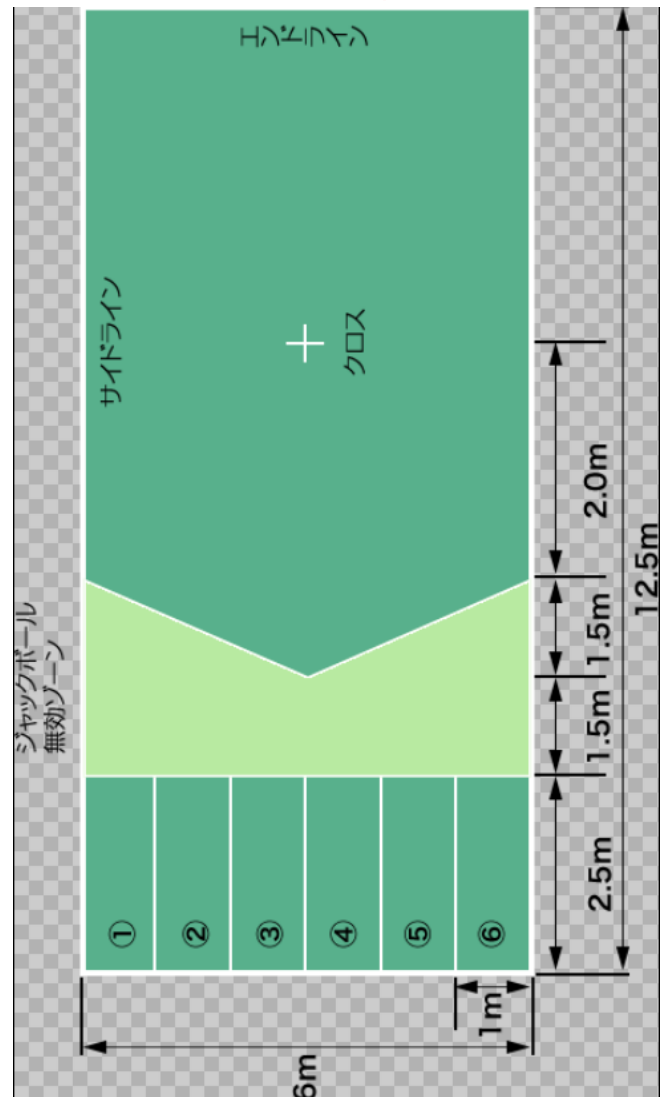 エンドライン
サイドライン
クロス
2.0m
12.5m
ジャックボール
無効ゾーン
1.5m
1.5m
2.5m
①
②
③
④
⑤
⑥
1m
6m